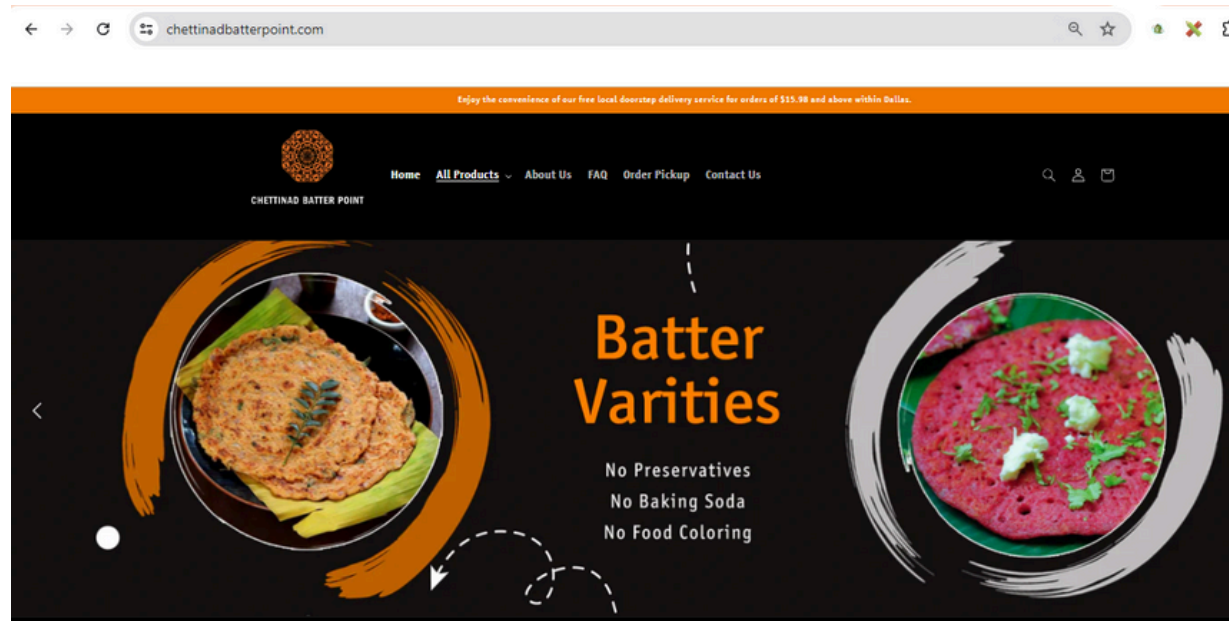 chettinadbatterpoint.com
Enjoy the convenience of our free local doorstep delivery service for orders of $15.98 and above within Dallas.
Home All Products About Us FAQ Order Pickup Contact Us
CHETTINAD BATTER POINT
Batter
Varities
No Preservatives
No Baking Soda
No Food Coloring